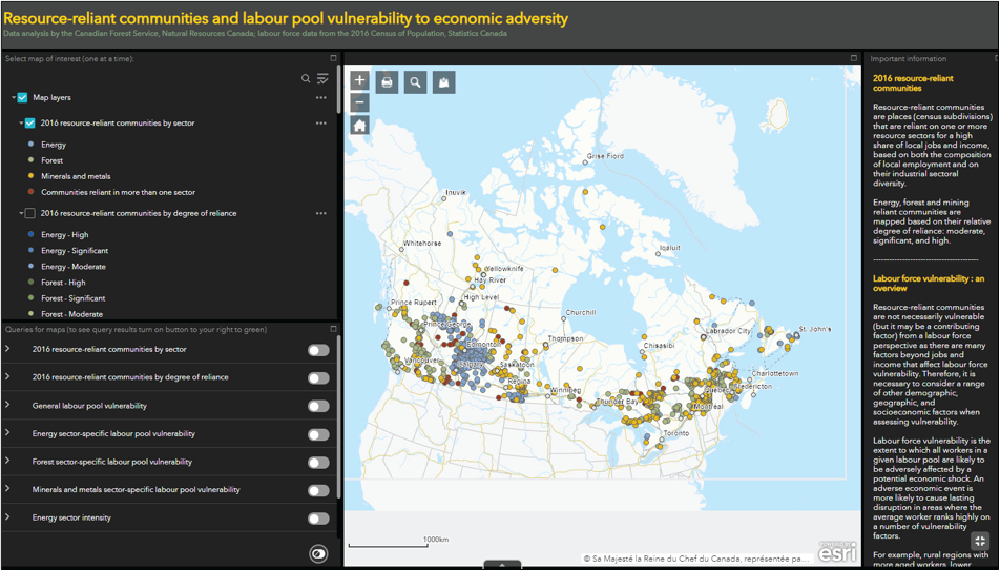 Resource-reliant communities and labour pool vulnerability to economic adversity
Data analysis by the Canadian Forest Service, Natural Resources Canada; labour force data from the 2016 Census of Population, Statistics Canada
Select map of interest (one at a time):
Map layers
2016 resource-reliant communities by sector
Energy
Forest
Minerals and metals
Communities reliant in more than one sector
2016 resource-reliant communities by degree of reliance
Energy - High
Energy - Significant
Energy - Moderate
Forest - High
Forest - Significant
Forest - Moderate
Queries for maps (to see query results turn on button to your right to green)
2016 resource-reliant communities by sector
2016 resource-reliant communities by degree of reliance
General labour pool vulnerability
Energy sector-specific labour pool vulnerability
Forest sector-specific labour pool vulnerability
Minerals and metals sector-specific labour pool vulnerability
Energy sector intensity
Grise Fiord
Inuvik
Iqaluit
Whitehorse
Yellowknife
Hay River
High Level
Prince Rupert
Churchill
Prince George
Thompson
Edmonton
Chisasibi
Labrador City
St. John's
Vancouver
Saskatoon
Regina
Winnipeg
Thunder Bay
Charlottetown
Fredericton
Québec
Montréal
Toronto
1000km
© Sa Majesté la Reine du Chef du Canada, représentée pa...
esri
Important information
2016 resource-reliant
communities
Resource-reliant communities
are places (census subdivisions)
that are reliant on one or more
resource sectors for a high
share of local jobs and income,
based on both the composition
of local employment and on
their industrial sectoral
diversity.
Energy, forest and mining
reliant communities are
mapped based on their relative
degree of reliance: moderate,
significant, and high.
----------------------------------------
Labour force vulnerability : an
overview
Resource-reliant communities
are not necessarily vulnerable
(but it may be a contributing
factor) from a labour force
perspective as there are many
factors beyond jobs and
income that affect labour force
vulnerability. Therefore, it is
necessary to consider a range
of other demographic,
geographic, and
socioeconomic factors when
assessing vulnerability.
Labour force vulnerability is the
extent to which all workers in a
given labour pool are likely to
be adversely affected by a
potential economic shock. An
adverse economic event is
more likely to cause lasting
disruption in areas where the
average worker ranks highly on
a number of vulnerability
factors.
For example, rural regions with
more aged workers, lower